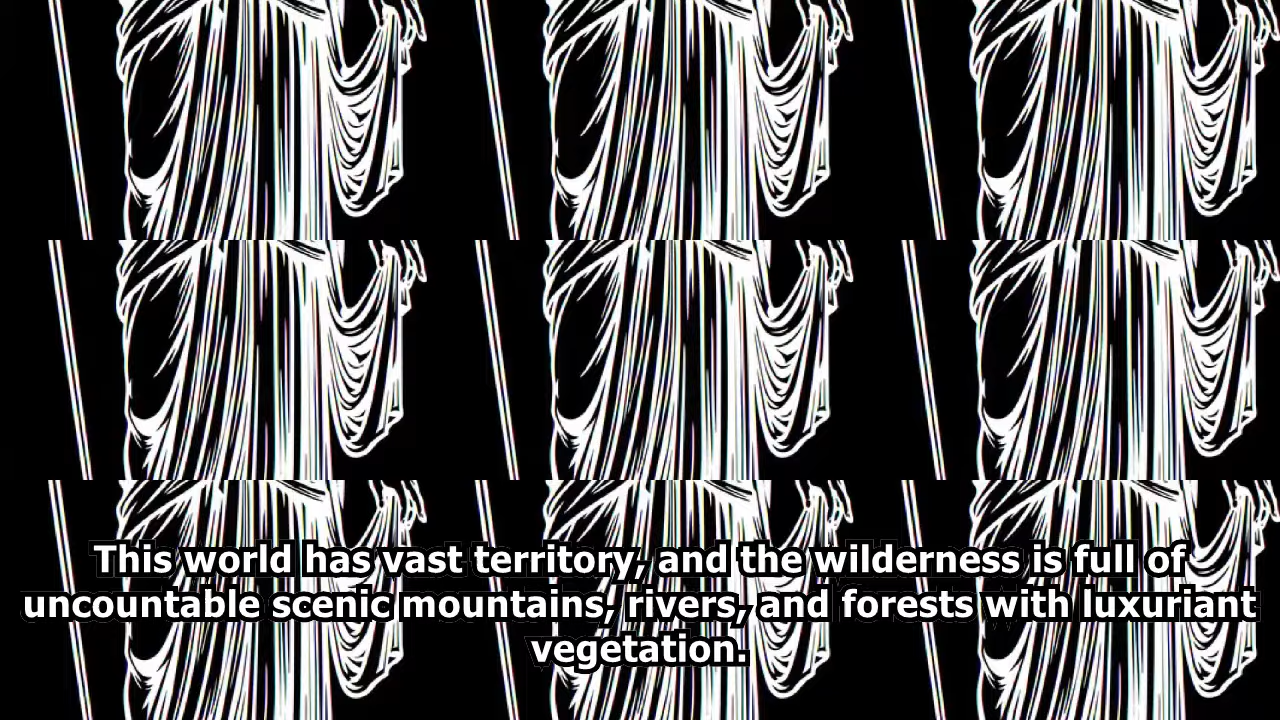 This world has vast territory, and the wilderness is full of
uncountable scenic mountains, rivers, and forests with luxuriant
vegetation.